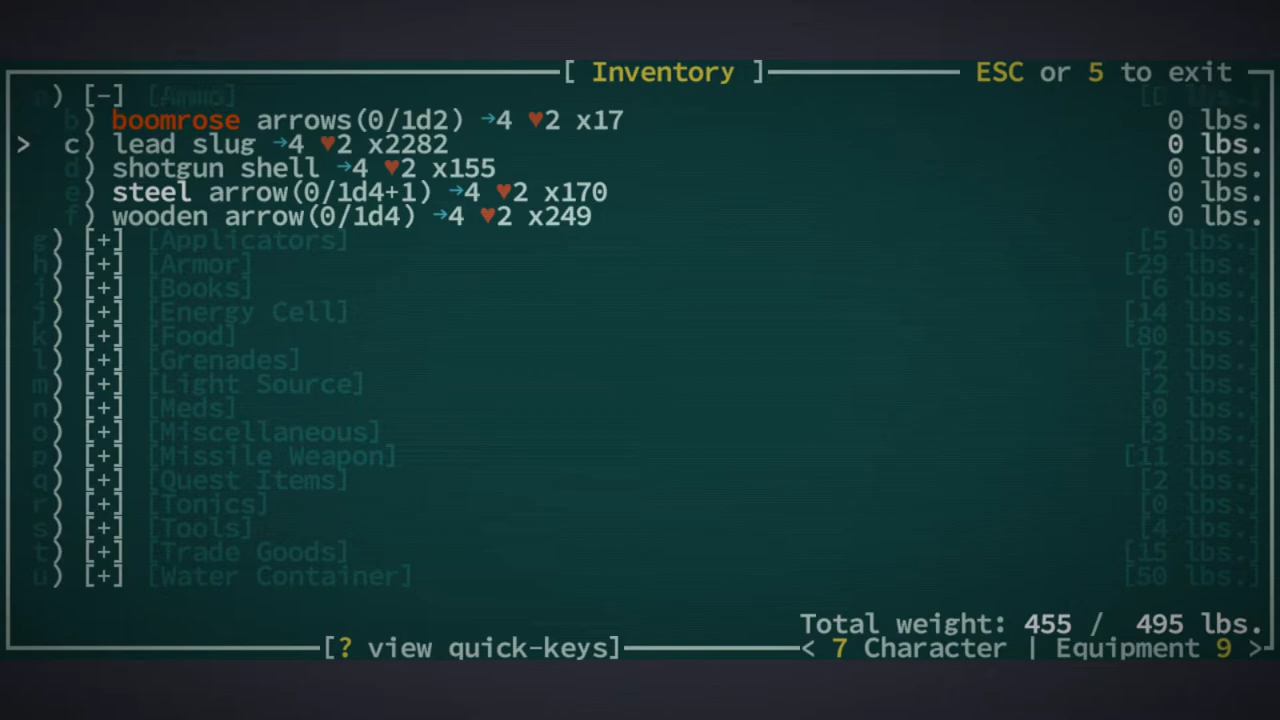 [ Inventory ] ESC or 5 to exit
a) [-] [Ammo] [0 lbs.]
b) boomrose arrows(0/1d2) →4 ♥2 x17 0 lbs.
> c) lead slug →4 ♥2 x2282 0 lbs.
d) shotgun shell →4 ♥2 x155 0 lbs.
e) steel arrow(0/1d4+1) →4 ♥2 x170 0 lbs.
f) wooden arrow(0/1d4) →4 ♥2 x249 0 lbs.
g) [+] [Applicators] [5 lbs.]
h) [+] [Armor] [29 lbs.]
i) [+] [Books] [6 lbs.]
j) [+] [Energy Cell] [14 lbs.]
k) [+] [Food] [80 lbs.]
l) [+] [Grenades] [2 lbs.]
m) [+] [Light Source] [2 lbs.]
n) [+] [Meds] [0 lbs.]
o) [+] [Miscellaneous] [3 lbs.]
p) [+] [Missile Weapon] [11 lbs.]
q) [+] [Quest Items] [2 lbs.]
r) [+] [Tonics] [0 lbs.]
s) [+] [Tools] [4 lbs.]
t) [+] [Trade Goods] [15 lbs.]
u) [+] [Water Container] [50 lbs.]
Total weight: 455 / 495 lbs.
[? view quick-keys] < 7 Character | Equipment 9 >